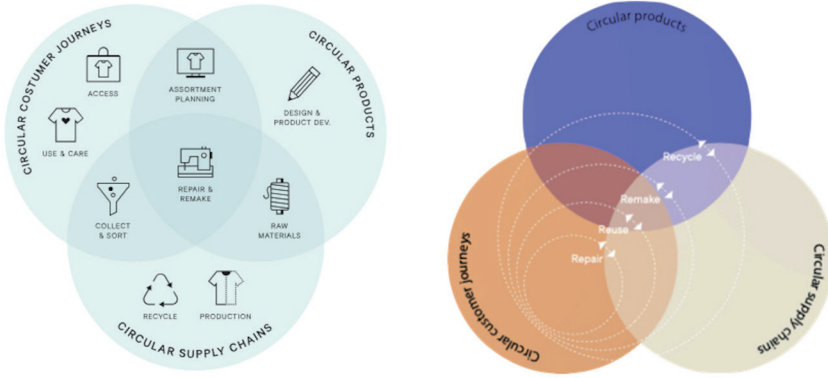 CIRCULAR COSTUMER JOURNEYS
CIRCULAR PRODUCTS
ACCESS
ASSORTMENT
PLANNING
DESIGN &
PRODUCT DEV.
USE & CARE
COLLECT
& SORT
REPAIR &
REMAKE
RAW
MATERIALS
RECYCLE
PRODUCTION
CIRCULAR SUPPLY CHAINS
Circular products
Recycle
Remake
Reuse
Repair
Circular customer journeys
Circular supply chains